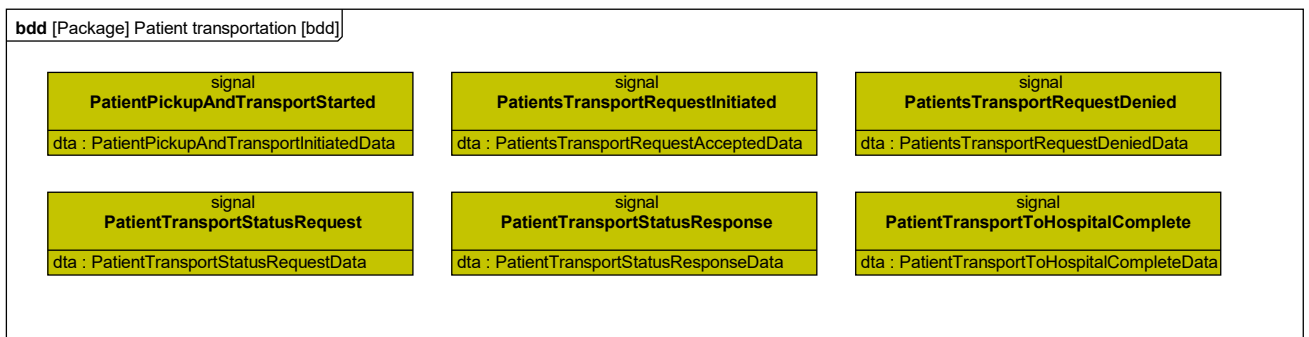 bdd [Package] Patient transportation [bdd]
signal
PatientPickupAndTransportStarted
dta : PatientPickupAndTransportInitiatedData
signal
PatientsTransportRequestInitiated
dta : PatientsTransportRequestAcceptedData
signal
PatientsTransportRequestDenied
dta : PatientsTransportRequestDeniedData
signal
PatientTransportStatusRequest
dta : PatientTransportStatusRequestData
signal
PatientTransportStatusResponse
dta : PatientTransportStatusResponseData
signal
PatientTransportToHospitalComplete
dta : PatientTransportToHospitalCompleteData